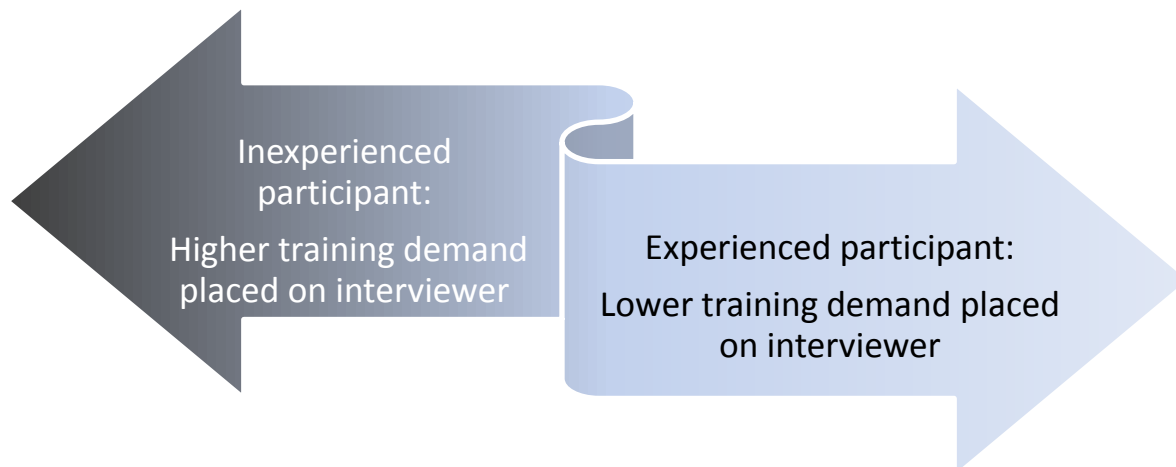 Inexperienced
participant:
Higher training demand
placed on interviewer
Experienced participant:
Lower training demand placed
on interviewer